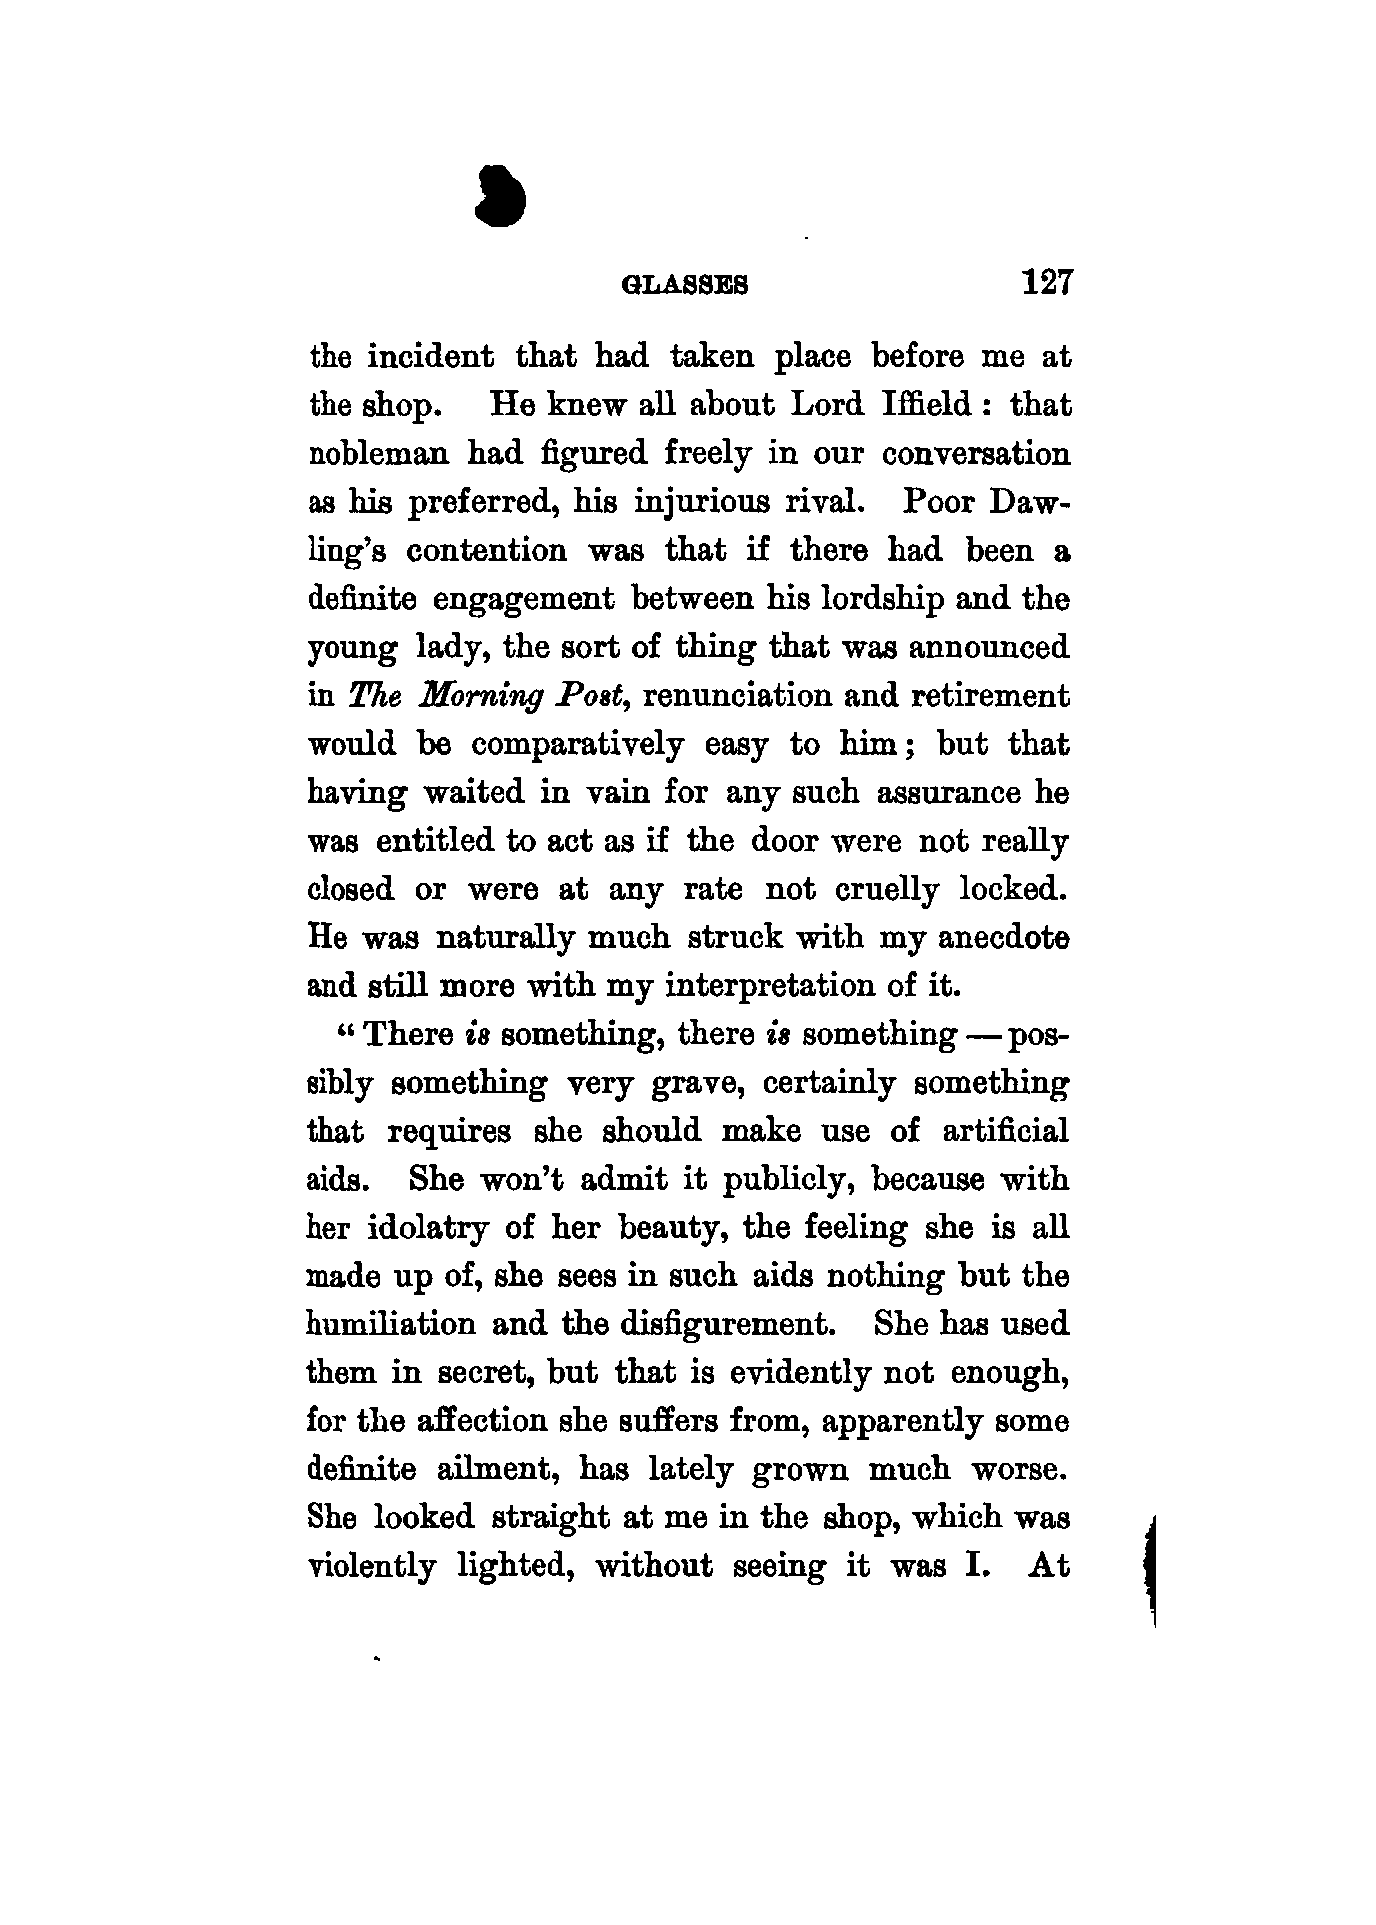 GLASSES 127
the incident that had taken place before me at
the shop. He knew all about Lord Iffield : that
nobleman had figured freely in our conversation
as his preferred, his injurious rival. Poor Daw-
ling's contention was that if there had been a
definite engagement between his lordship and the
young lady, the sort of thing that was announced
in The Morning Post, renunciation and retirement
would be comparatively easy to him ; but that
having waited in vain for any such assurance he
was entitled to act as if the door were not really
closed or were at any rate not cruelly locked.
He was naturally much struck with my anecdote
and still more with my interpretation of it.
“ There is something, there is something — pos-
sibly something very grave, certainly something
that requires she should make use of artificial
aids. She won't admit it publicly, because with
her idolatry of her beauty, the feeling she is all
made up of, she sees in such aids nothing but the
humiliation and the disfigurement. She has used
them in secret, but that is evidently not enough,
for the affection she suffers from, apparently some
definite ailment, has lately grown much worse.
She looked straight at me in the shop, which was
violently lighted, without seeing it was I. At